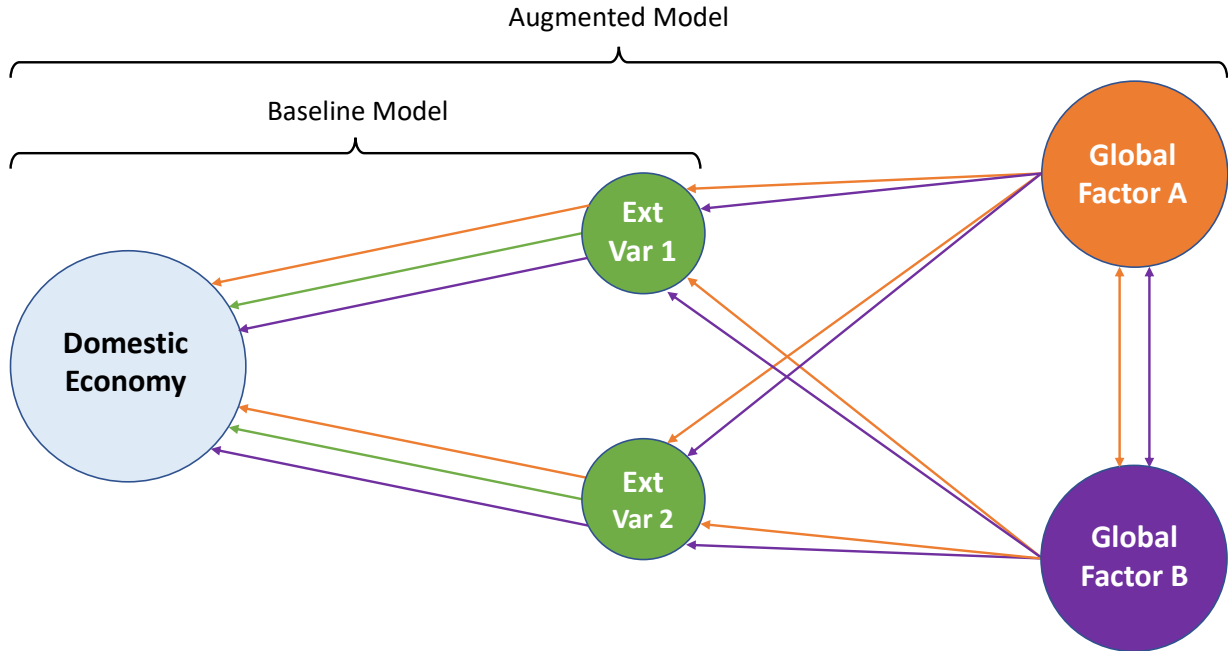 Augmented Model
Baseline Model
Global
Factor A
Ext
Var 1
Domestic
Economy
Ext
Var 2
Global
Factor B